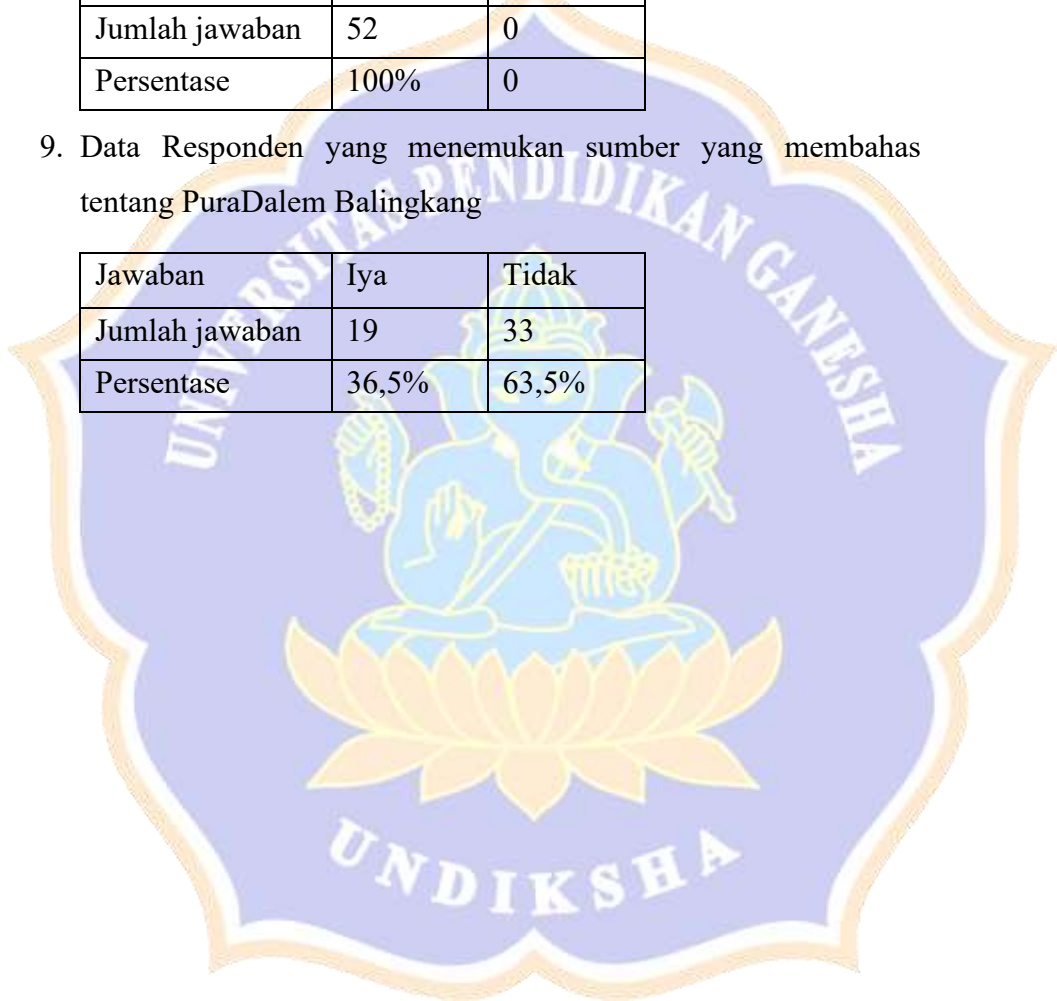 Jumlah jawaban 52 0
Persentase 100% 0
9. Data Responden yang menemukan sumber yang membahas
tentang PuraDalem Balingkang
Jawaban Iya Tidak
Jumlah jawaban 19 33
Persentase 36,5% 63,5%
UNIVERSITAS PENDIDIKAN GANESHA
UNDIKSHA